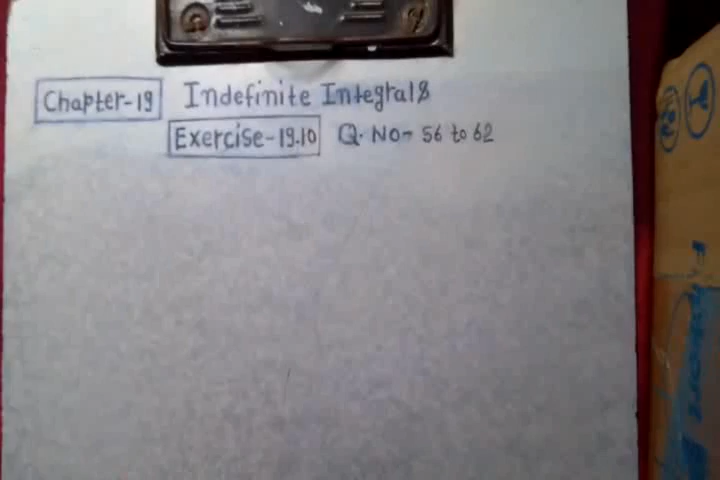 Chapter-19 Indefinite Integrals
Exercise-19.10 Q. No- 56 to 62